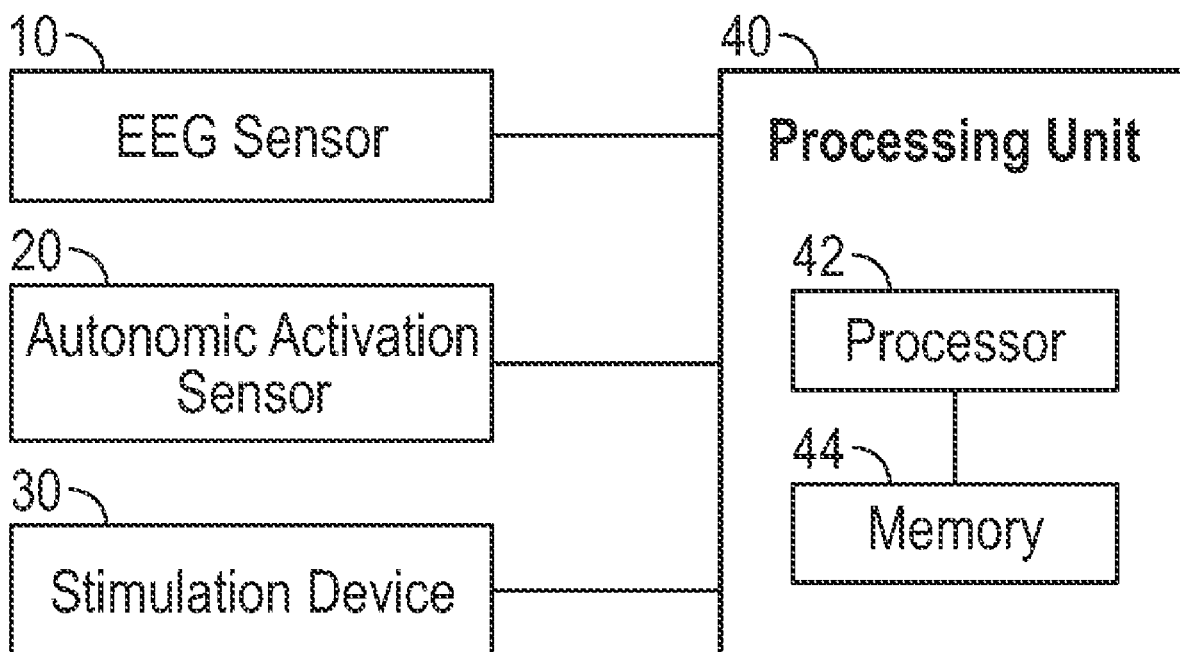 10
EEG Sensor
20
Autonomic Activation
Sensor
30
Stimulation Device
40
Processing Unit
42
Processor
44
Memory